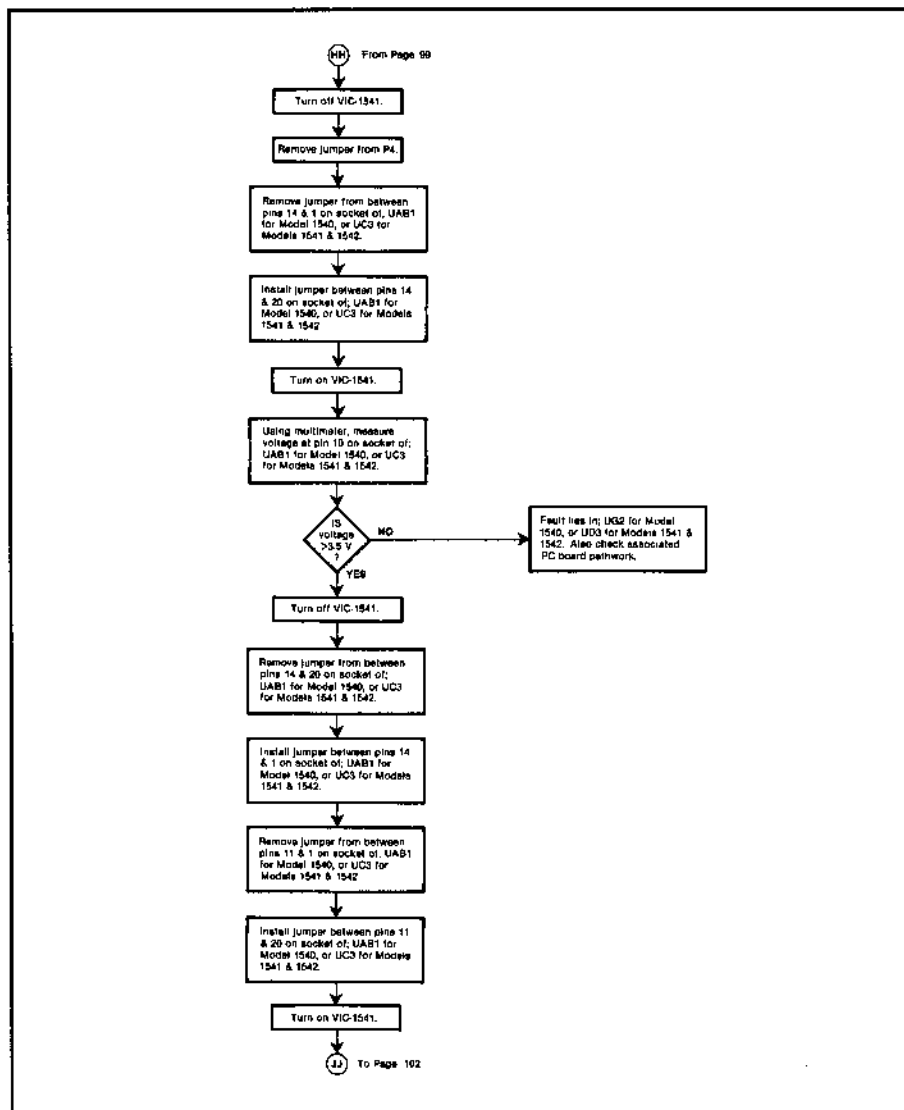 HH From Page 99
Turn off VIC-1541.
Remove jumper from P4.
Remove jumper from between
pins 14 & 1 on socket of, UAB1
for Model 1540, or UC3 for
Models 1541 & 1542.
Install jumper between pins 14
& 20 on socket of; UAB1 for
Model 1540, or UC3 for Models
1541 & 1542
Turn on VIC-1541.
Using multimeter, measure
voltage at pin 10 on socket of;
UAB1 for Model 1540, or UC3
for Models 1541 & 1542.
IS
voltage
>3.5 V
?
NO
Fault lies in; UG2 for Model
1540, or UD3 for Models 1541 &
1542. Also check associated
PC board pathwork.
YES
Turn off VIC-1541.
Remove jumper from between
pins 14 & 20 on socket of;
UAB1 for Model 1540, or UC3
for Models 1541 & 1542.
Install jumper between pins 14
& 1 on socket of; UAB1 for
Model 1540, or UC3 for Models
1541 & 1542.
Remove jumper from between
pins 11 & 1 on socket of, UAB1
for Model 1540, or UC3 for
Models 1541 & 1542
Install jumper between pins 11
& 20 on socket of; UAB1 for
Model 1540, or UC3 for Models
1541 & 1542.
Turn on VIC-1541.
JJ To Page 102